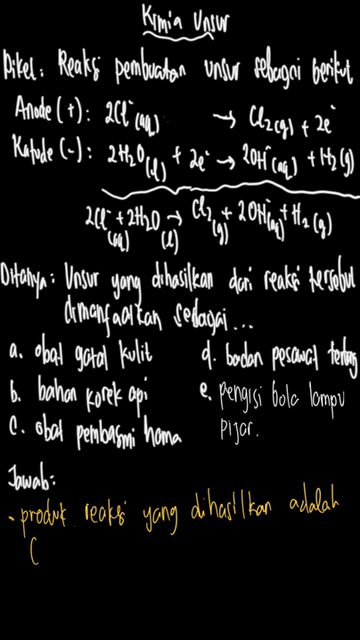 Kimia Unsur
Diket: Reaksi pembuatan unsur sebagai berikut
Anode (+): 2Cl⁻(aq) → Cl₂(g) + 2e⁻
Katode (-): 2H₂O(l) + 2e⁻ → 2OH⁻(aq) + H₂(g)
2Cl⁻(aq) + 2H₂O(l) → Cl₂(g) + 2OH⁻(aq) + H₂(g)
Ditanya: Unsur yang dihasilkan dari reaksi tersebut
dimanfaatkan sebagai ...
a. obat gatal kulit
b. bahan korek api
c. obat pembasmi hama
d. badan pesawat terbang
e. pengisi bola lampu
pijar.
Jawab:
• produk reaksi yang dihasilkan adalah
(